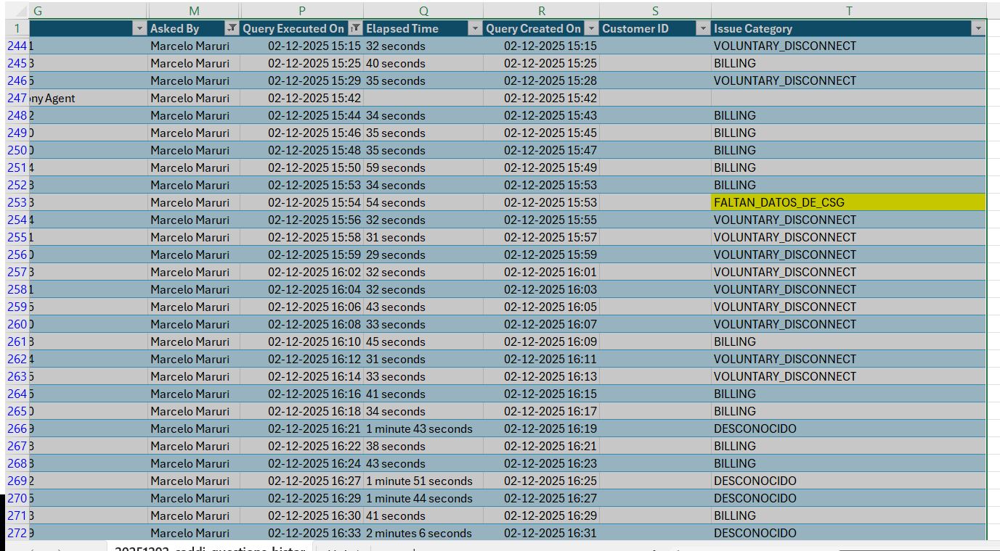 G M P Q R S T
1 Asked By Query Executed On Elapsed Time Query Created On Customer ID Issue Category
244 1 Marcelo Maruri 02-12-2025 15:15 32 seconds 02-12-2025 15:15 VOLUNTARY_DISCONNECT
245 3 Marcelo Maruri 02-12-2025 15:25 40 seconds 02-12-2025 15:25 BILLING
246 5 Marcelo Maruri 02-12-2025 15:29 35 seconds 02-12-2025 15:28 VOLUNTARY_DISCONNECT
247 ny Agent Marcelo Maruri 02-12-2025 15:42 02-12-2025 15:42
248 2 Marcelo Maruri 02-12-2025 15:44 34 seconds 02-12-2025 15:43 BILLING
249 0 Marcelo Maruri 02-12-2025 15:46 35 seconds 02-12-2025 15:45 BILLING
250 0 Marcelo Maruri 02-12-2025 15:48 35 seconds 02-12-2025 15:47 BILLING
251 4 Marcelo Maruri 02-12-2025 15:50 59 seconds 02-12-2025 15:49 BILLING
252 3 Marcelo Maruri 02-12-2025 15:53 34 seconds 02-12-2025 15:53 BILLING
253 3 Marcelo Maruri 02-12-2025 15:54 54 seconds 02-12-2025 15:53 FALTAN_DATOS_DE_CSG
254 4 Marcelo Maruri 02-12-2025 15:56 32 seconds 02-12-2025 15:55 VOLUNTARY_DISCONNECT
255 1 Marcelo Maruri 02-12-2025 15:58 31 seconds 02-12-2025 15:57 VOLUNTARY_DISCONNECT
256 0 Marcelo Maruri 02-12-2025 15:59 29 seconds 02-12-2025 15:59 VOLUNTARY_DISCONNECT
257 3 Marcelo Maruri 02-12-2025 16:02 32 seconds 02-12-2025 16:01 VOLUNTARY_DISCONNECT
258 1 Marcelo Maruri 02-12-2025 16:04 32 seconds 02-12-2025 16:03 VOLUNTARY_DISCONNECT
259 5 Marcelo Maruri 02-12-2025 16:06 43 seconds 02-12-2025 16:05 VOLUNTARY_DISCONNECT
260 0 Marcelo Maruri 02-12-2025 16:08 33 seconds 02-12-2025 16:07 VOLUNTARY_DISCONNECT
261 3 Marcelo Maruri 02-12-2025 16:10 45 seconds 02-12-2025 16:09 BILLING
262 4 Marcelo Maruri 02-12-2025 16:12 31 seconds 02-12-2025 16:11 VOLUNTARY_DISCONNECT
263 5 Marcelo Maruri 02-12-2025 16:14 33 seconds 02-12-2025 16:13 VOLUNTARY_DISCONNECT
264 5 Marcelo Maruri 02-12-2025 16:16 41 seconds 02-12-2025 16:15 BILLING
265 0 Marcelo Maruri 02-12-2025 16:18 34 seconds 02-12-2025 16:17 BILLING
266 9 Marcelo Maruri 02-12-2025 16:21 1 minute 43 seconds 02-12-2025 16:19 DESCONOCIDO
267 3 Marcelo Maruri 02-12-2025 16:22 38 seconds 02-12-2025 16:21 BILLING
268 3 Marcelo Maruri 02-12-2025 16:24 43 seconds 02-12-2025 16:23 BILLING
269 2 Marcelo Maruri 02-12-2025 16:27 1 minute 51 seconds 02-12-2025 16:25 DESCONOCIDO
270 5 Marcelo Maruri 02-12-2025 16:29 1 minute 44 seconds 02-12-2025 16:27 DESCONOCIDO
271 3 Marcelo Maruri 02-12-2025 16:30 41 seconds 02-12-2025 16:29 BILLING
272 9 Marcelo Maruri 02-12-2025 16:33 2 minutes 6 seconds 02-12-2025 16:31 DESCONOCIDO